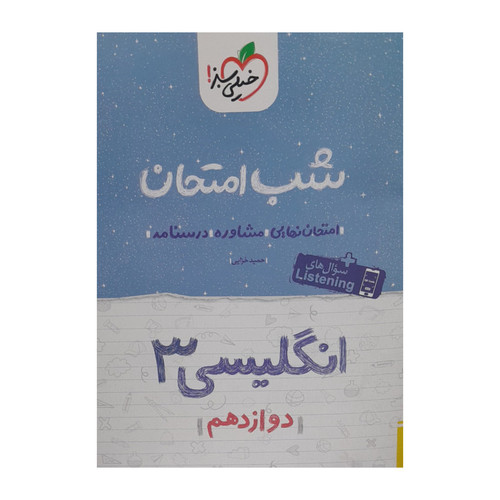 خیلی سبز!
شب امتحان
امتحان نهایی | مشاوره | درسنامه
حمید خزایی
+
سؤال‌های
Listening
انگلیسی ۳
دوازدهم